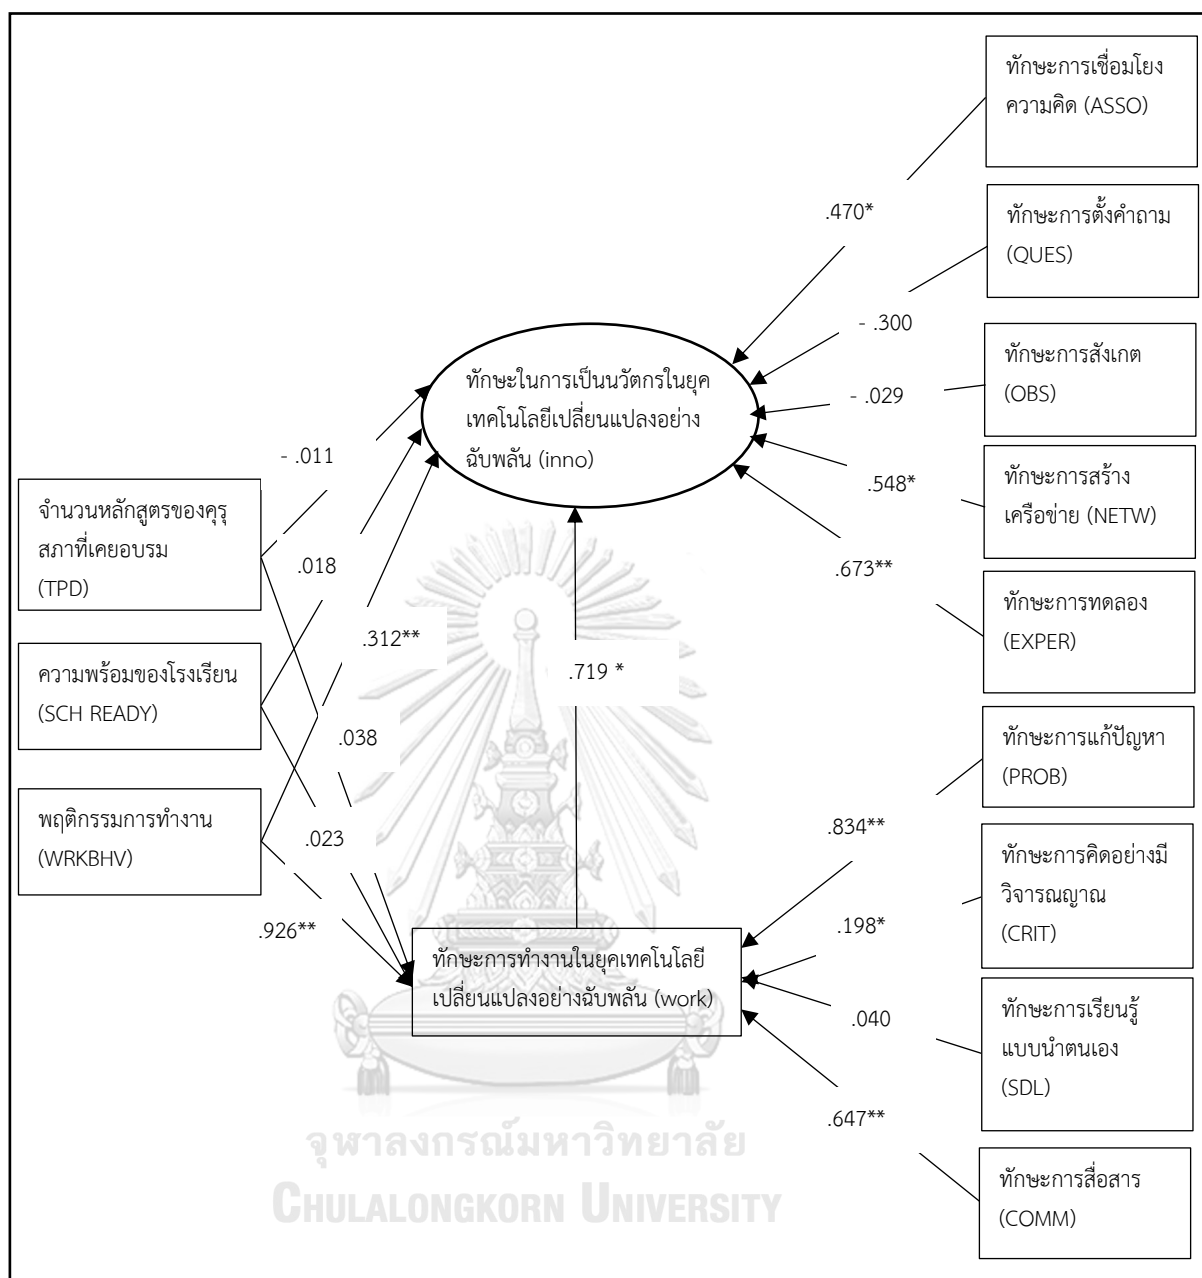 ทักษะการเชื่อมโยง
ความคิด (ASSO)
.470*
ทักษะการตั้งคำถาม
(QUES)
- .300
ทักษะการสังเกต
(OBS)
- .029
ทักษะในการเป็นนวัตกรในยุค
เทคโนโลยีเปลี่ยนแปลงอย่าง
ฉับพลัน (inno)
- .011
.548*
ทักษะการสร้าง
เครือข่าย (NETW)
จำนวนหลักสูตรของคุรุ
สภาที่เคยอบรม
(TPD)
.018
.673**
ทักษะการทดลอง
(EXPER)
.312**
.719 *
ความพร้อมของโรงเรียน
(SCH READY)
.038
ทักษะการแก้ปัญหา
(PROB)
พฤติกรรมการทำงาน
(WRKBHV)
.023
.834**
ทักษะการคิดอย่างมี
วิจารณญาณ
(CRIT)
.926**
.198*
ทักษะการทำงานในยุคเทคโนโลยี
เปลี่ยนแปลงอย่างฉับพลัน (work)
.040
ทักษะการเรียนรู้
แบบนำตนเอง
(SDL)
.647**
ทักษะการสื่อสาร
(COMM)
จุฬาลงกรณ์มหาวิทยาลัย
CHULALONGKORN UNIVERSITY